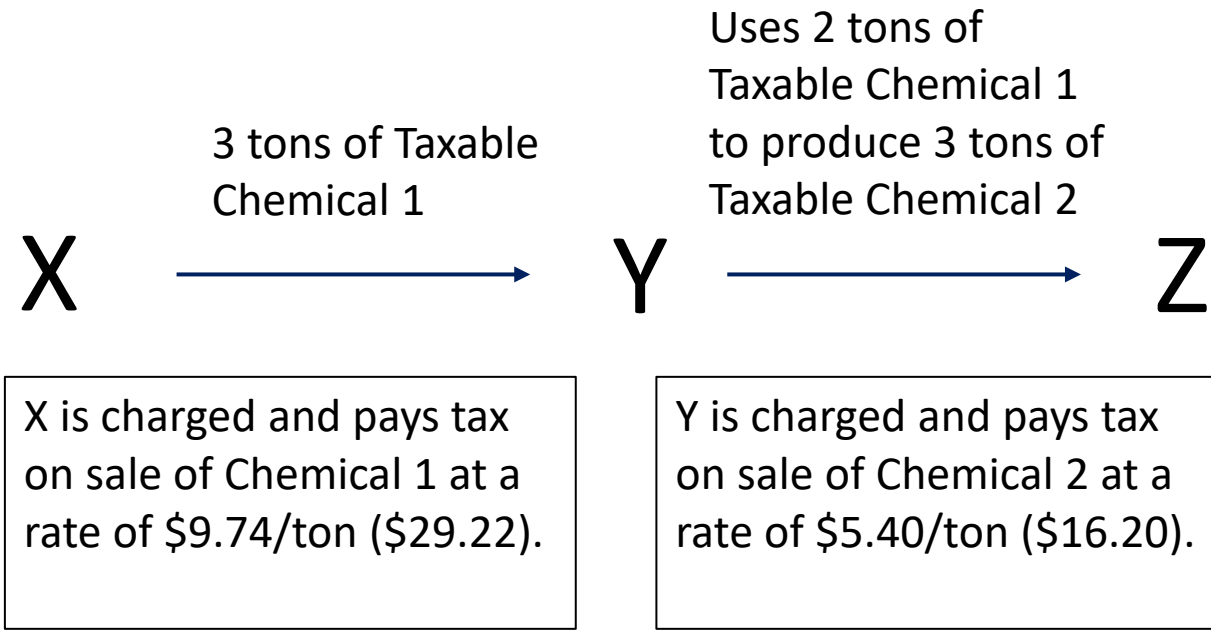 Uses 2 tons of
Taxable Chemical 1
to produce 3 tons of
Taxable Chemical 2
3 tons of Taxable
Chemical 1
X
Y
Z
X is charged and pays tax
on sale of Chemical 1 at a
rate of $9.74/ton ($29.22).
Y is charged and pays tax
on sale of Chemical 2 at a
rate of $5.40/ton ($16.20).